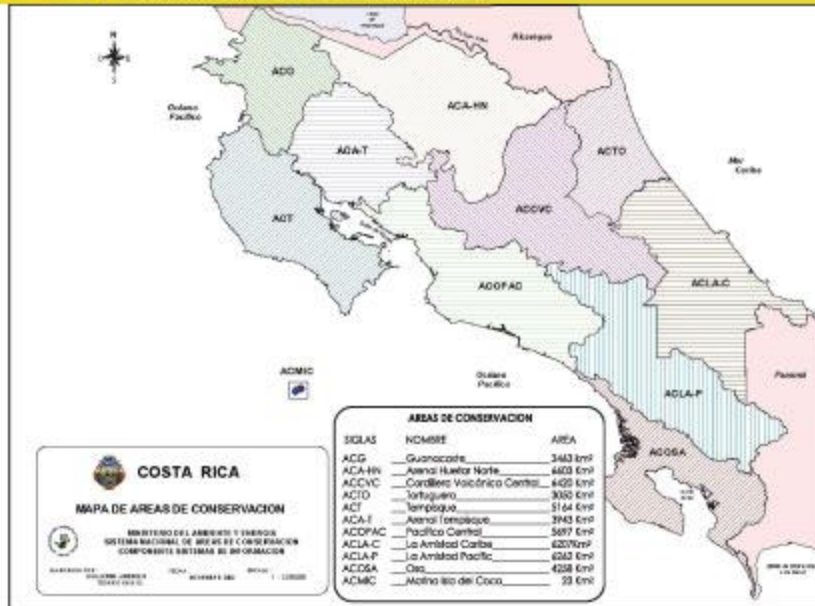 N
Nicaragua
ACG
Océano
Pacífico
ACA-HN
ACA-T
ACTO
Mar
Caribe
ACT
ACCVC
ACOPAC
ACLA-C
ACMIC
Océano
Pacífico
ACLA-P
Panamá
ACOSA
AREAS DE CONSERVACION
SIGLAS NOMBRE AREA
ACG Guanacaste 3463 Km²
ACA-HN Arenal Huetar Norte 6603 Km²
ACCVC Cordillera Volcánica Central 6420 Km²
ACTO Tortuguero 3050 Km²
ACT Tempisque 5164 Km²
ACA-T Arenal Tempisque 3943 Km²
ACOPAC Pacífico Central 5697 Km²
ACLA-C La Amistad Caribe 6207Km²
ACLA-P La Amistad Pacífic 6262 Km²
ACOSA Osa 4258 Km²
ACMIC Marina Isla del Coco 23 Km²
COSTA RICA
MAPA DE AREAS DE CONSERVACION
MINISTERIO DEL AMBIENTE Y ENERGIA
SISTEMA NACIONAL DE AREAS DE CONSERVACION
COMPONENTE SISTEMAS DE INFORMACION